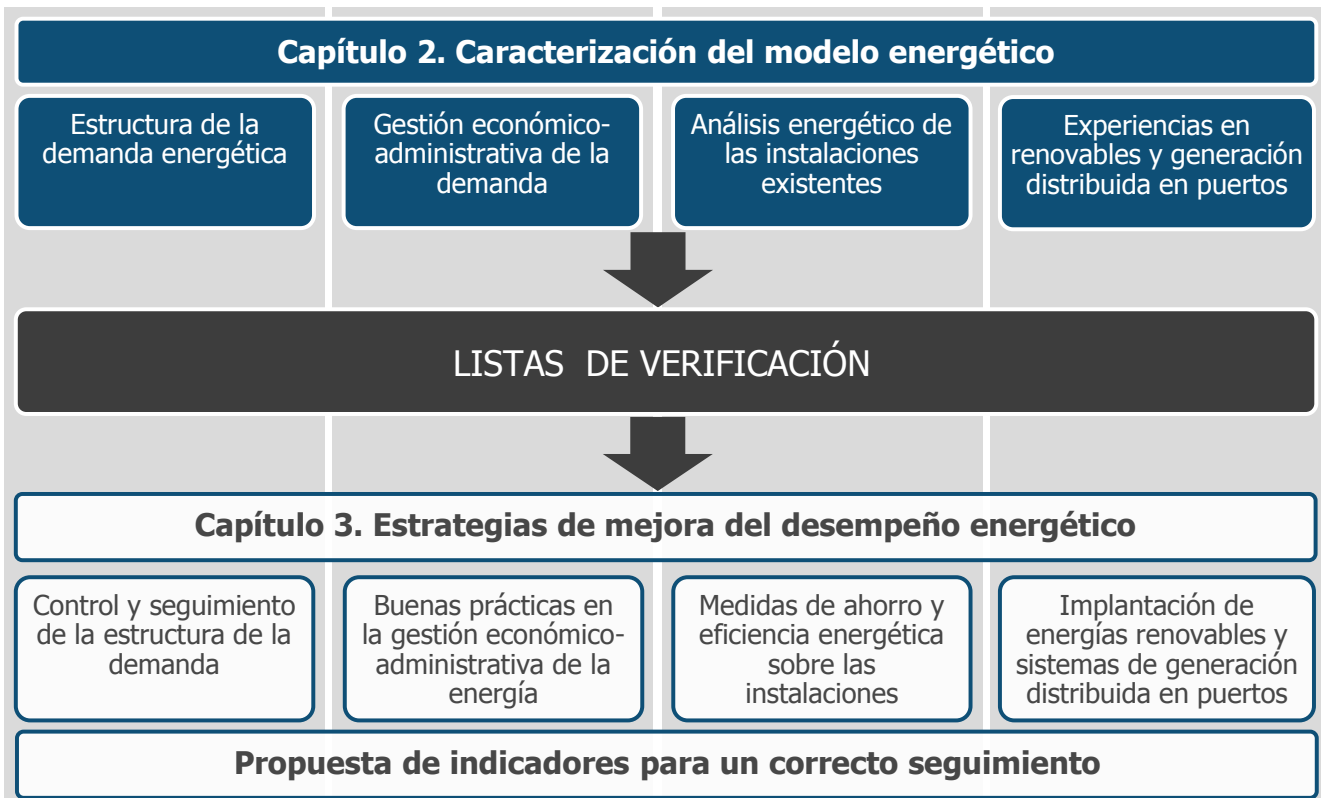 Capítulo 2. Caracterización del modelo energético
Estructura de la
demanda energética
Gestión económico-
administrativa de la
demanda
Análisis energético de
las instalaciones
existentes
Experiencias en
renovables y generación
distribuida en puertos
LISTAS DE VERIFICACIÓN
Capítulo 3. Estrategias de mejora del desempeño energético
Control y seguimiento
de la estructura de la
demanda
Buenas prácticas en
la gestión económico-
administrativa de la
energía
Medidas de ahorro y
eficiencia energética
sobre las
instalaciones
Implantación de
energías renovables y
sistemas de generación
distribuida en puertos
Propuesta de indicadores para un correcto seguimiento